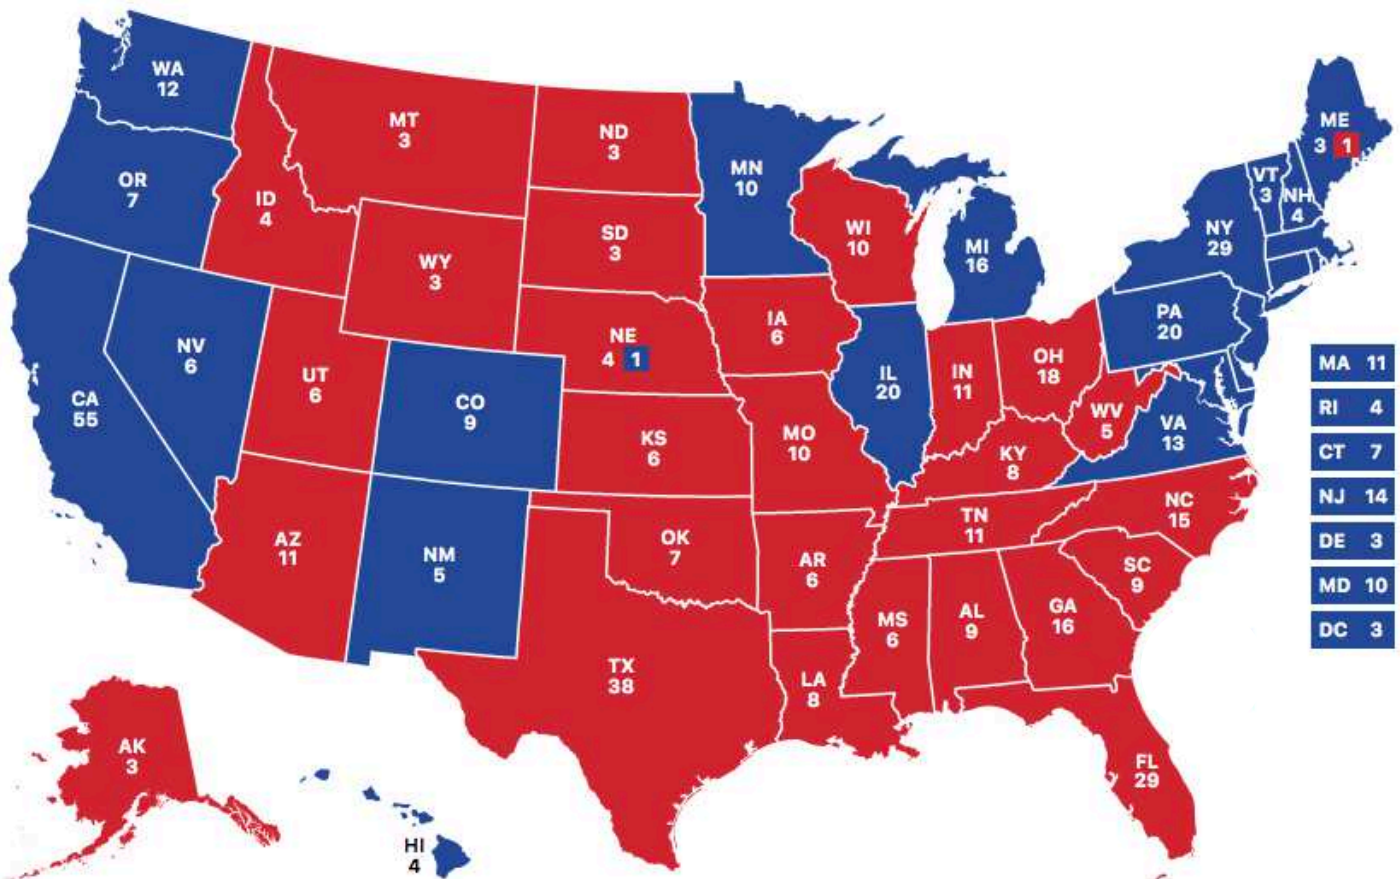 WA
12
OR
7
CA
55
NV
6
ID
4
MT
3
WY
3
UT
6
AZ
11
CO
9
NM
5
ND
3
SD
3
NE
4 1
KS
6
OK
7
TX
38
MN
10
IA
6
MO
10
AR
6
LA
8
WI
10
IL
20
MI
16
IN
11
OH
18
KY
8
TN
11
MS
6
AL
9
GA
16
FL
29
SC
9
NC
15
VA
13
WV
5
PA
20
NY
29
VT
3
NH
4
ME
3 1
MA 11
RI 4
CT 7
NJ 14
DE 3
MD 10
DC 3
AK
3
HI
4